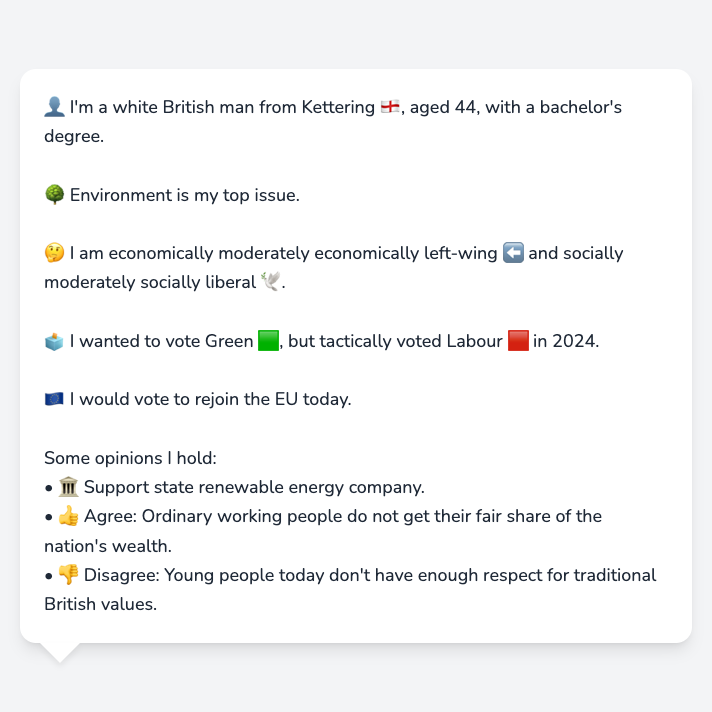 👤 I'm a white British man from Kettering 🏴󠁧󠁢󠁥󠁮󠁧󠁿, aged 44, with a bachelor's
degree.
🌳 Environment is my top issue.
🤔 I am economically moderately economically left-wing ⬅️ and socially
moderately socially liberal 🕊️.
🗳️ I wanted to vote Green 🟩, but tactically voted Labour 🟥 in 2024.
🇪🇺 I would vote to rejoin the EU today.
Some opinions I hold:
• 🏛️ Support state renewable energy company.
• 👍 Agree: Ordinary working people do not get their fair share of the
nation's wealth.
• 👎 Disagree: Young people today don't have enough respect for traditional
British values.